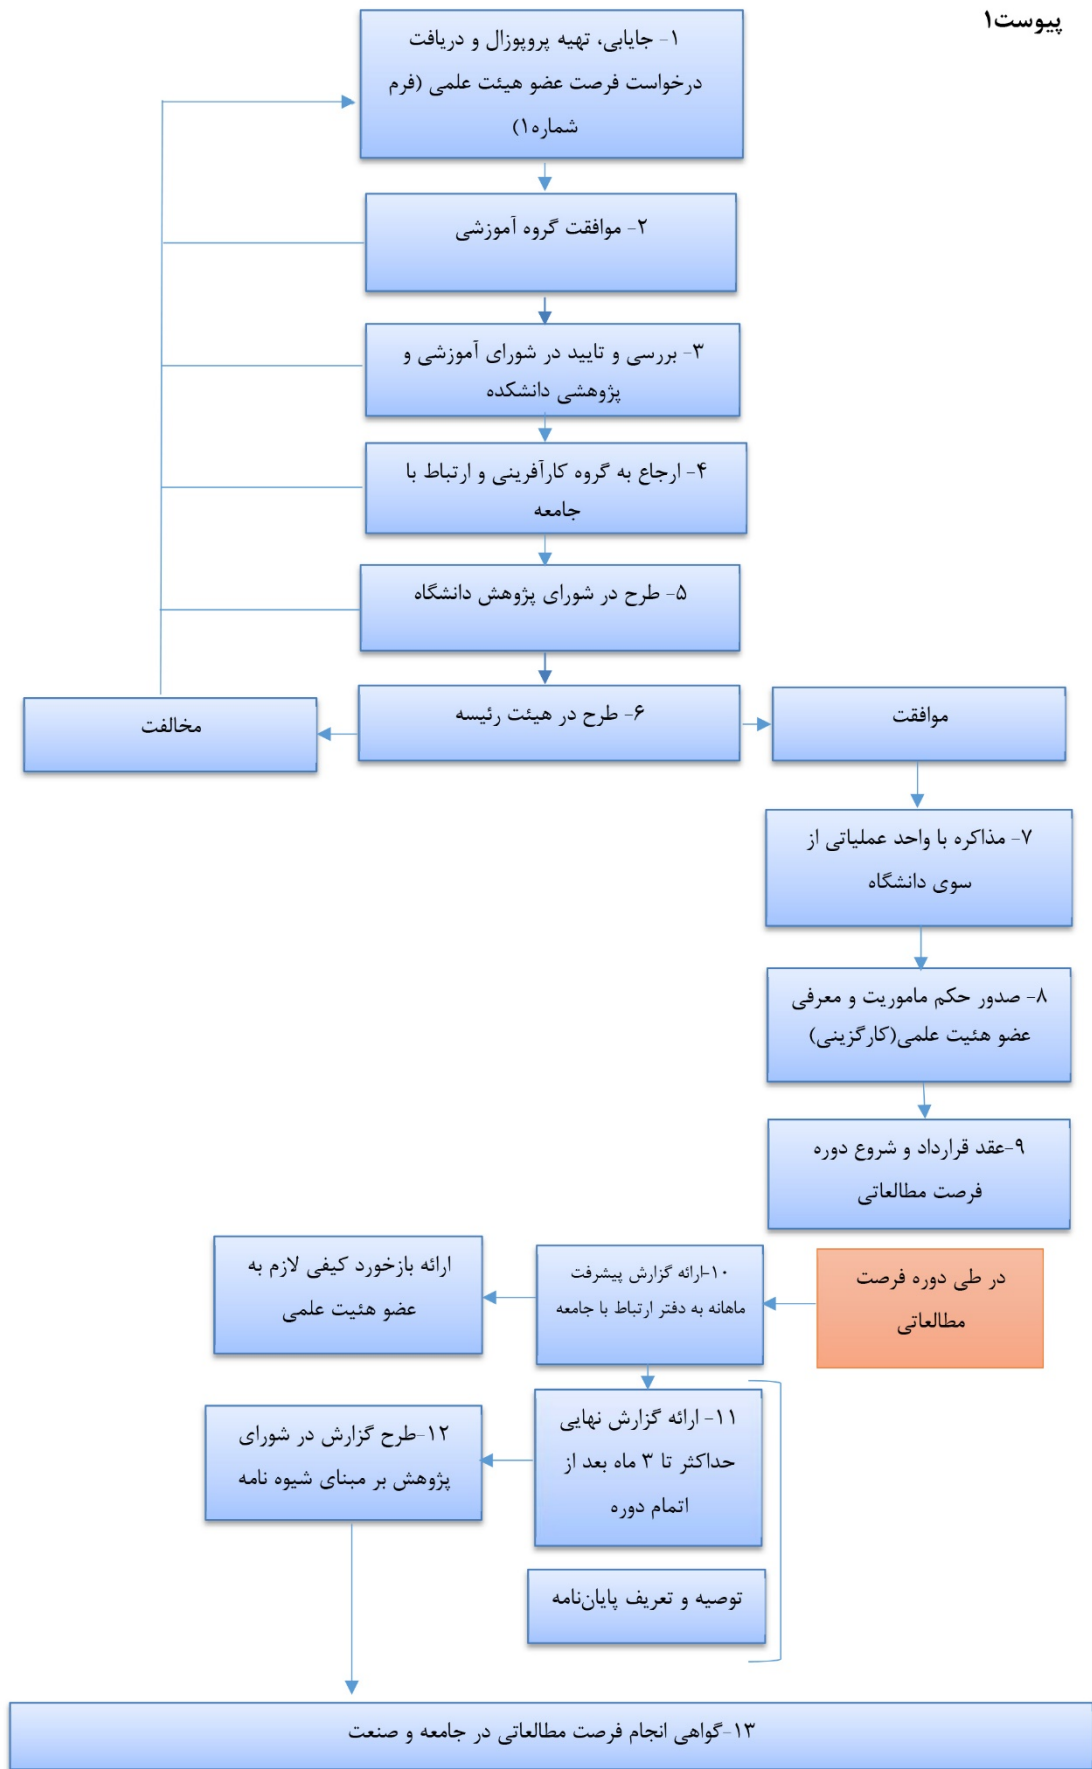 پیوست۱
۱- جایابی، تهیه پروپوزال و دریافت
درخواست فرصت عضو هیئت علمی (فرم
شماره۱)
۲- موافقت گروه آموزشی
۳- بررسی و تایید در شورای آموزشی و
پژوهشی دانشکده
۴- ارجاع به گروه کارآفرینی و ارتباط با
جامعه
۵- طرح در شورای پژوهش دانشگاه
۶- طرح در هیئت رئیسه
موافقت
مخالفت
۷- مذاکره با واحد عملیاتی از
سوی دانشگاه
۸- صدور حکم ماموریت و معرفی
عضو هئیت علمی(کارگزینی)
۹-عقد قرارداد و شروع دوره
فرصت مطالعاتی
در طی دوره فرصت
مطالعاتی
۱۰-ارائه گزارش پیشرفت
ماهانه به دفتر ارتباط با جامعه
ارائه بازخورد کیفی لازم به
عضو هئیت علمی
۱۱- ارائه گزارش نهایی
حداکثر تا ۳ ماه بعد از
اتمام دوره
۱۲-طرح گزارش در شورای
پژوهش بر مبنای شیوه نامه
توصیه و تعریف پایان‌نامه
۱۳-گواهی انجام فرصت مطالعاتی در جامعه و صنعت